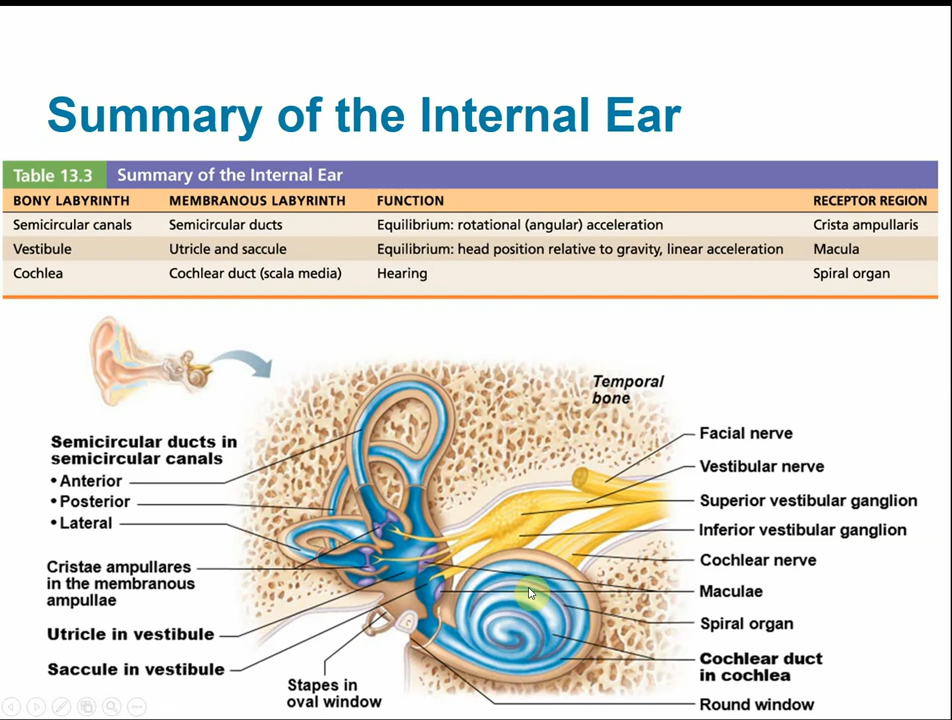 Summary of the Internal Ear
Table 13.3 Summary of the Internal Ear
BONY LABYRINTH MEMBRANOUS LABYRINTH FUNCTION RECEPTOR REGION
Semicircular canals Semicircular ducts Equilibrium: rotational (angular) acceleration Crista ampullaris
Vestibule Utricle and saccule Equilibrium: head position relative to gravity, linear acceleration Macula
Cochlea Cochlear duct (scala media) Hearing Spiral organ
Temporal
bone
Semicircular ducts in
semicircular canals
• Anterior
• Posterior
• Lateral
Cristae ampullares
in the membranous
ampullae
Utricle in vestibule
Saccule in vestibule
Stapes in
oval window
Facial nerve
Vestibular nerve
Superior vestibular ganglion
Inferior vestibular ganglion
Cochlear nerve
Maculae
Spiral organ
Cochlear duct
in cochlea
Round window